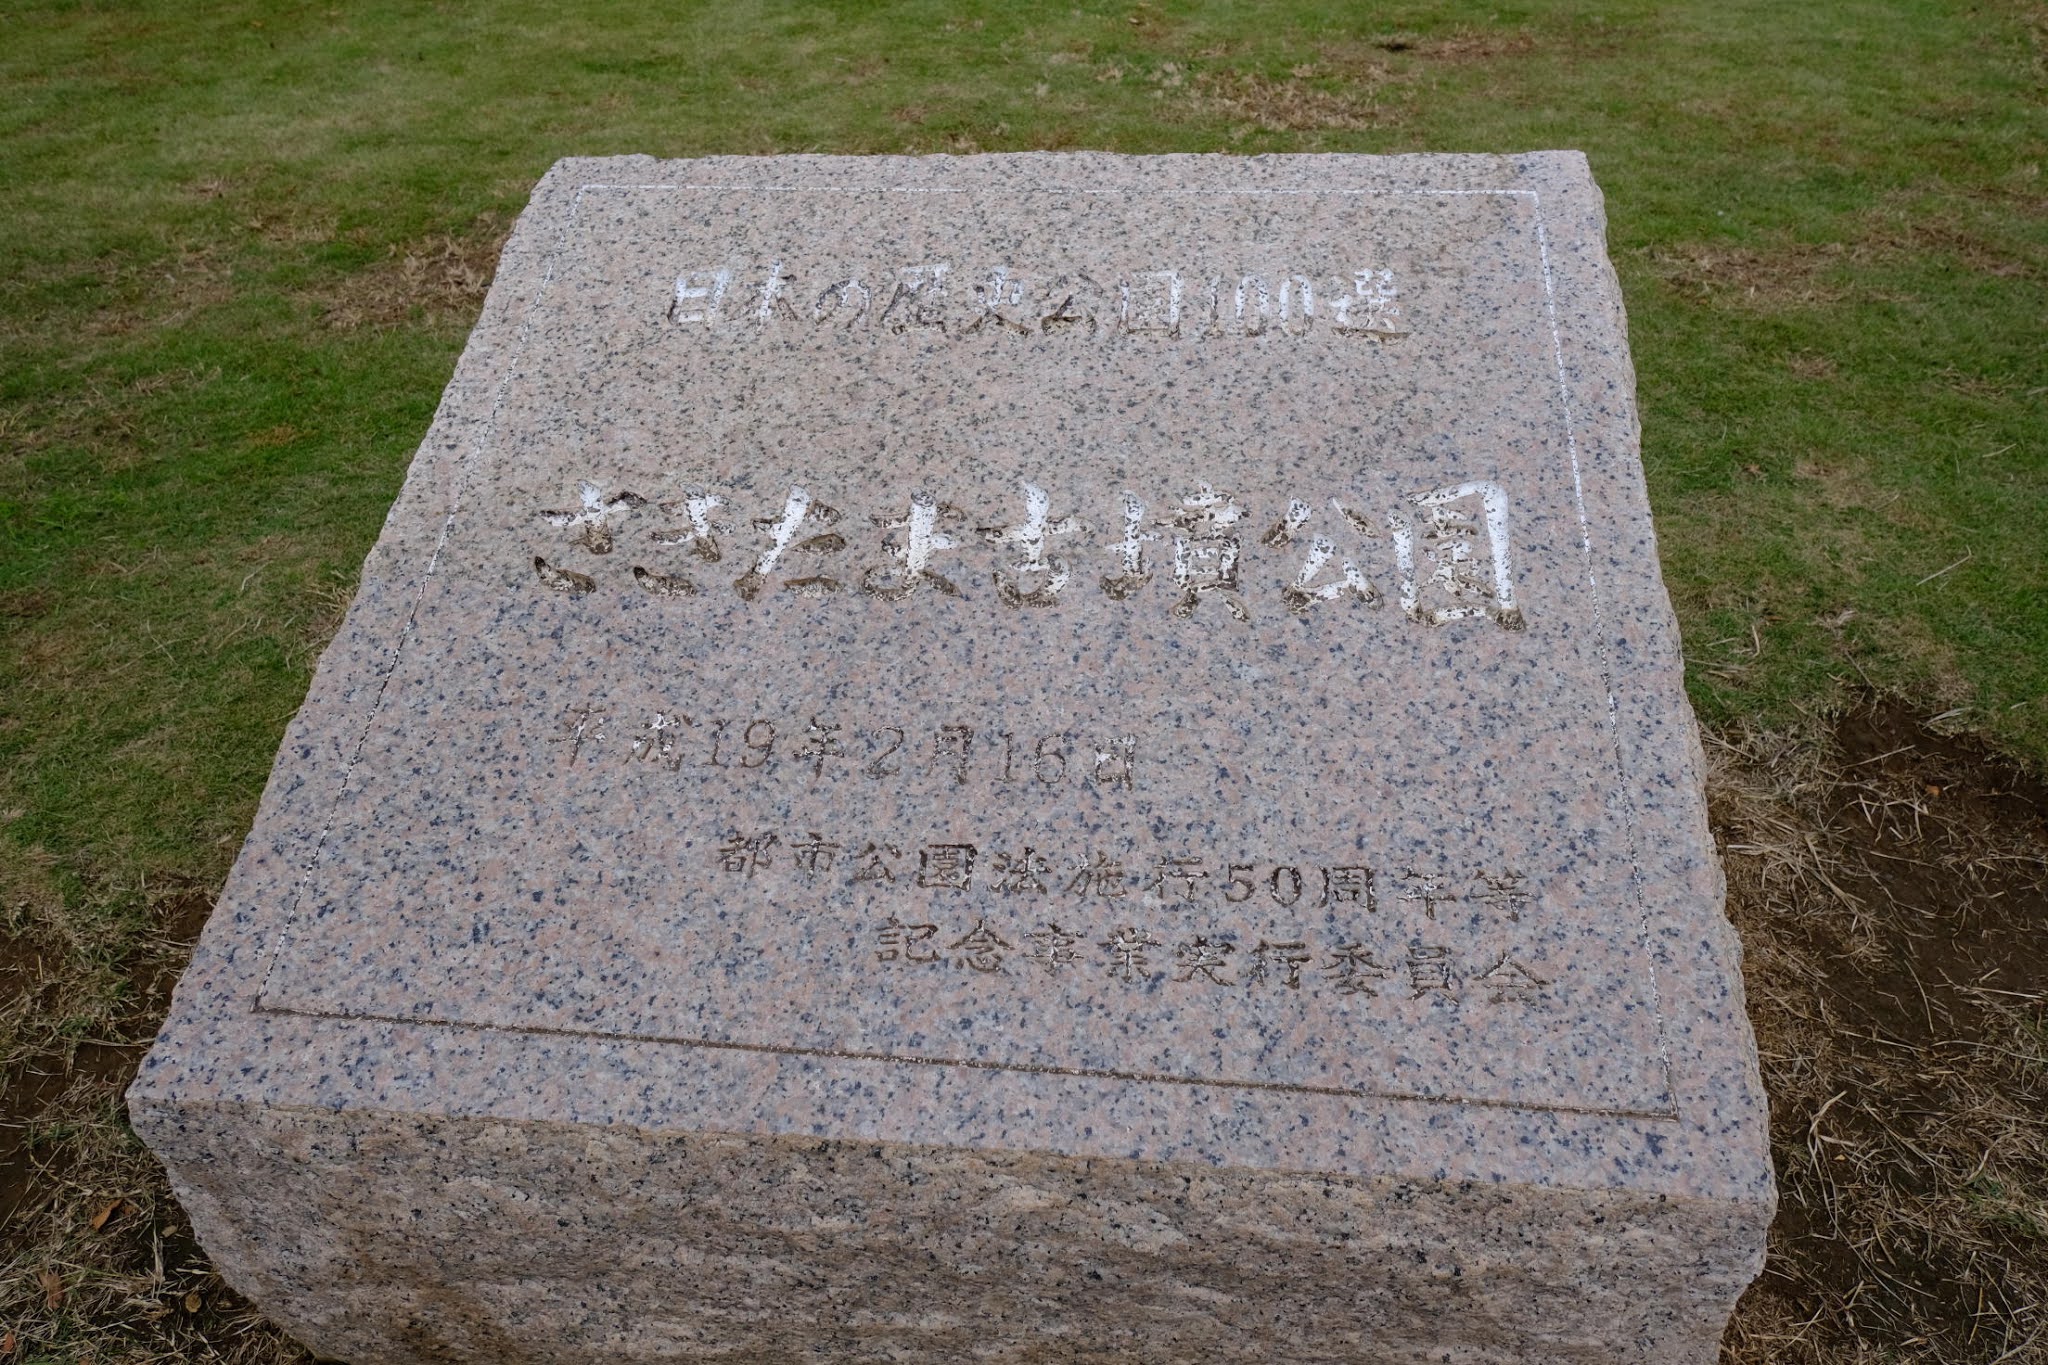 日本の歴史公園100選
さきたま古墳公園
平成19年2月16日
都市公園法施行50周年等
記念事業実行委員会